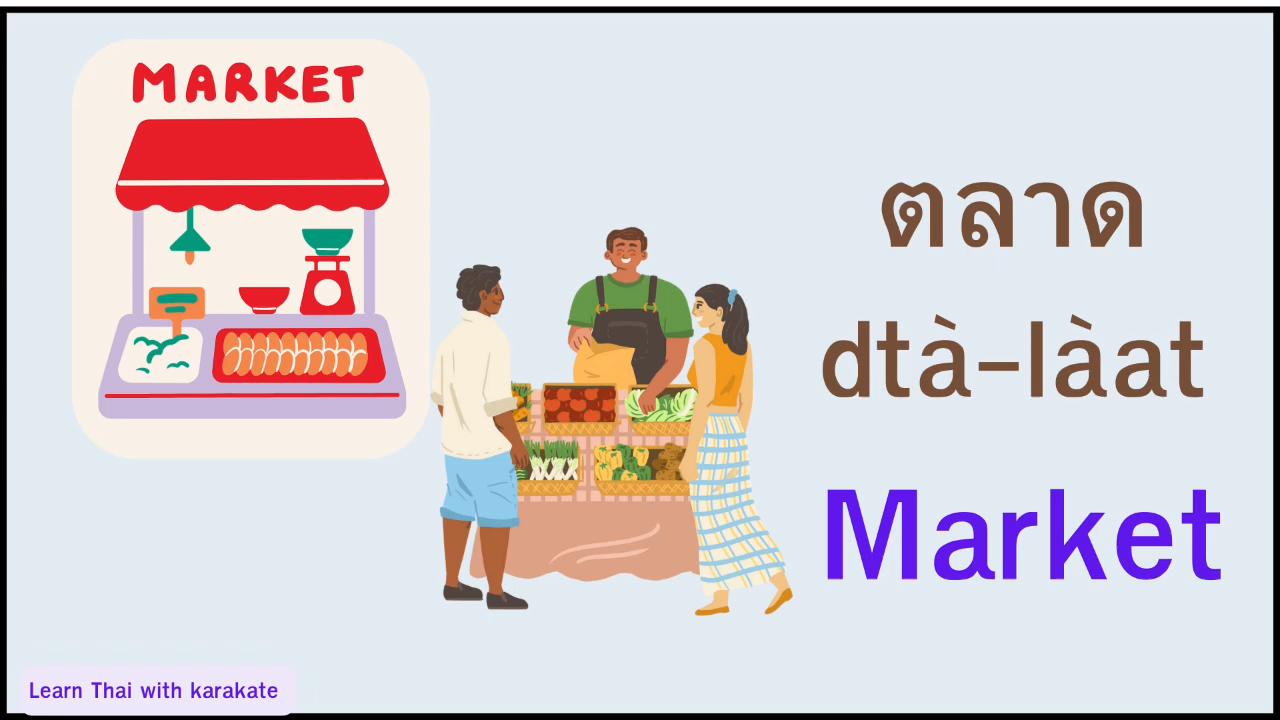 MARKET
ตลาด
dtà-làat
Market
Learn Thai with karakate